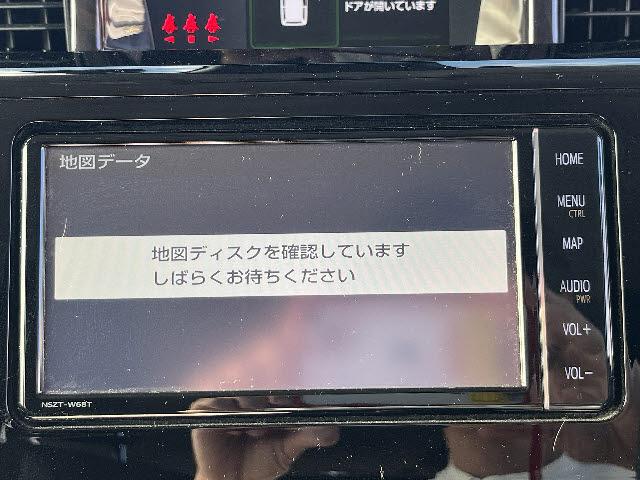 ドアが開いています
地図データ
地図ディスクを確認しています
しばらくお待ちください
HOME
MENU
CTRL
MAP
AUDIO
PWR
VOL+
VOL-
NSZT-W68T